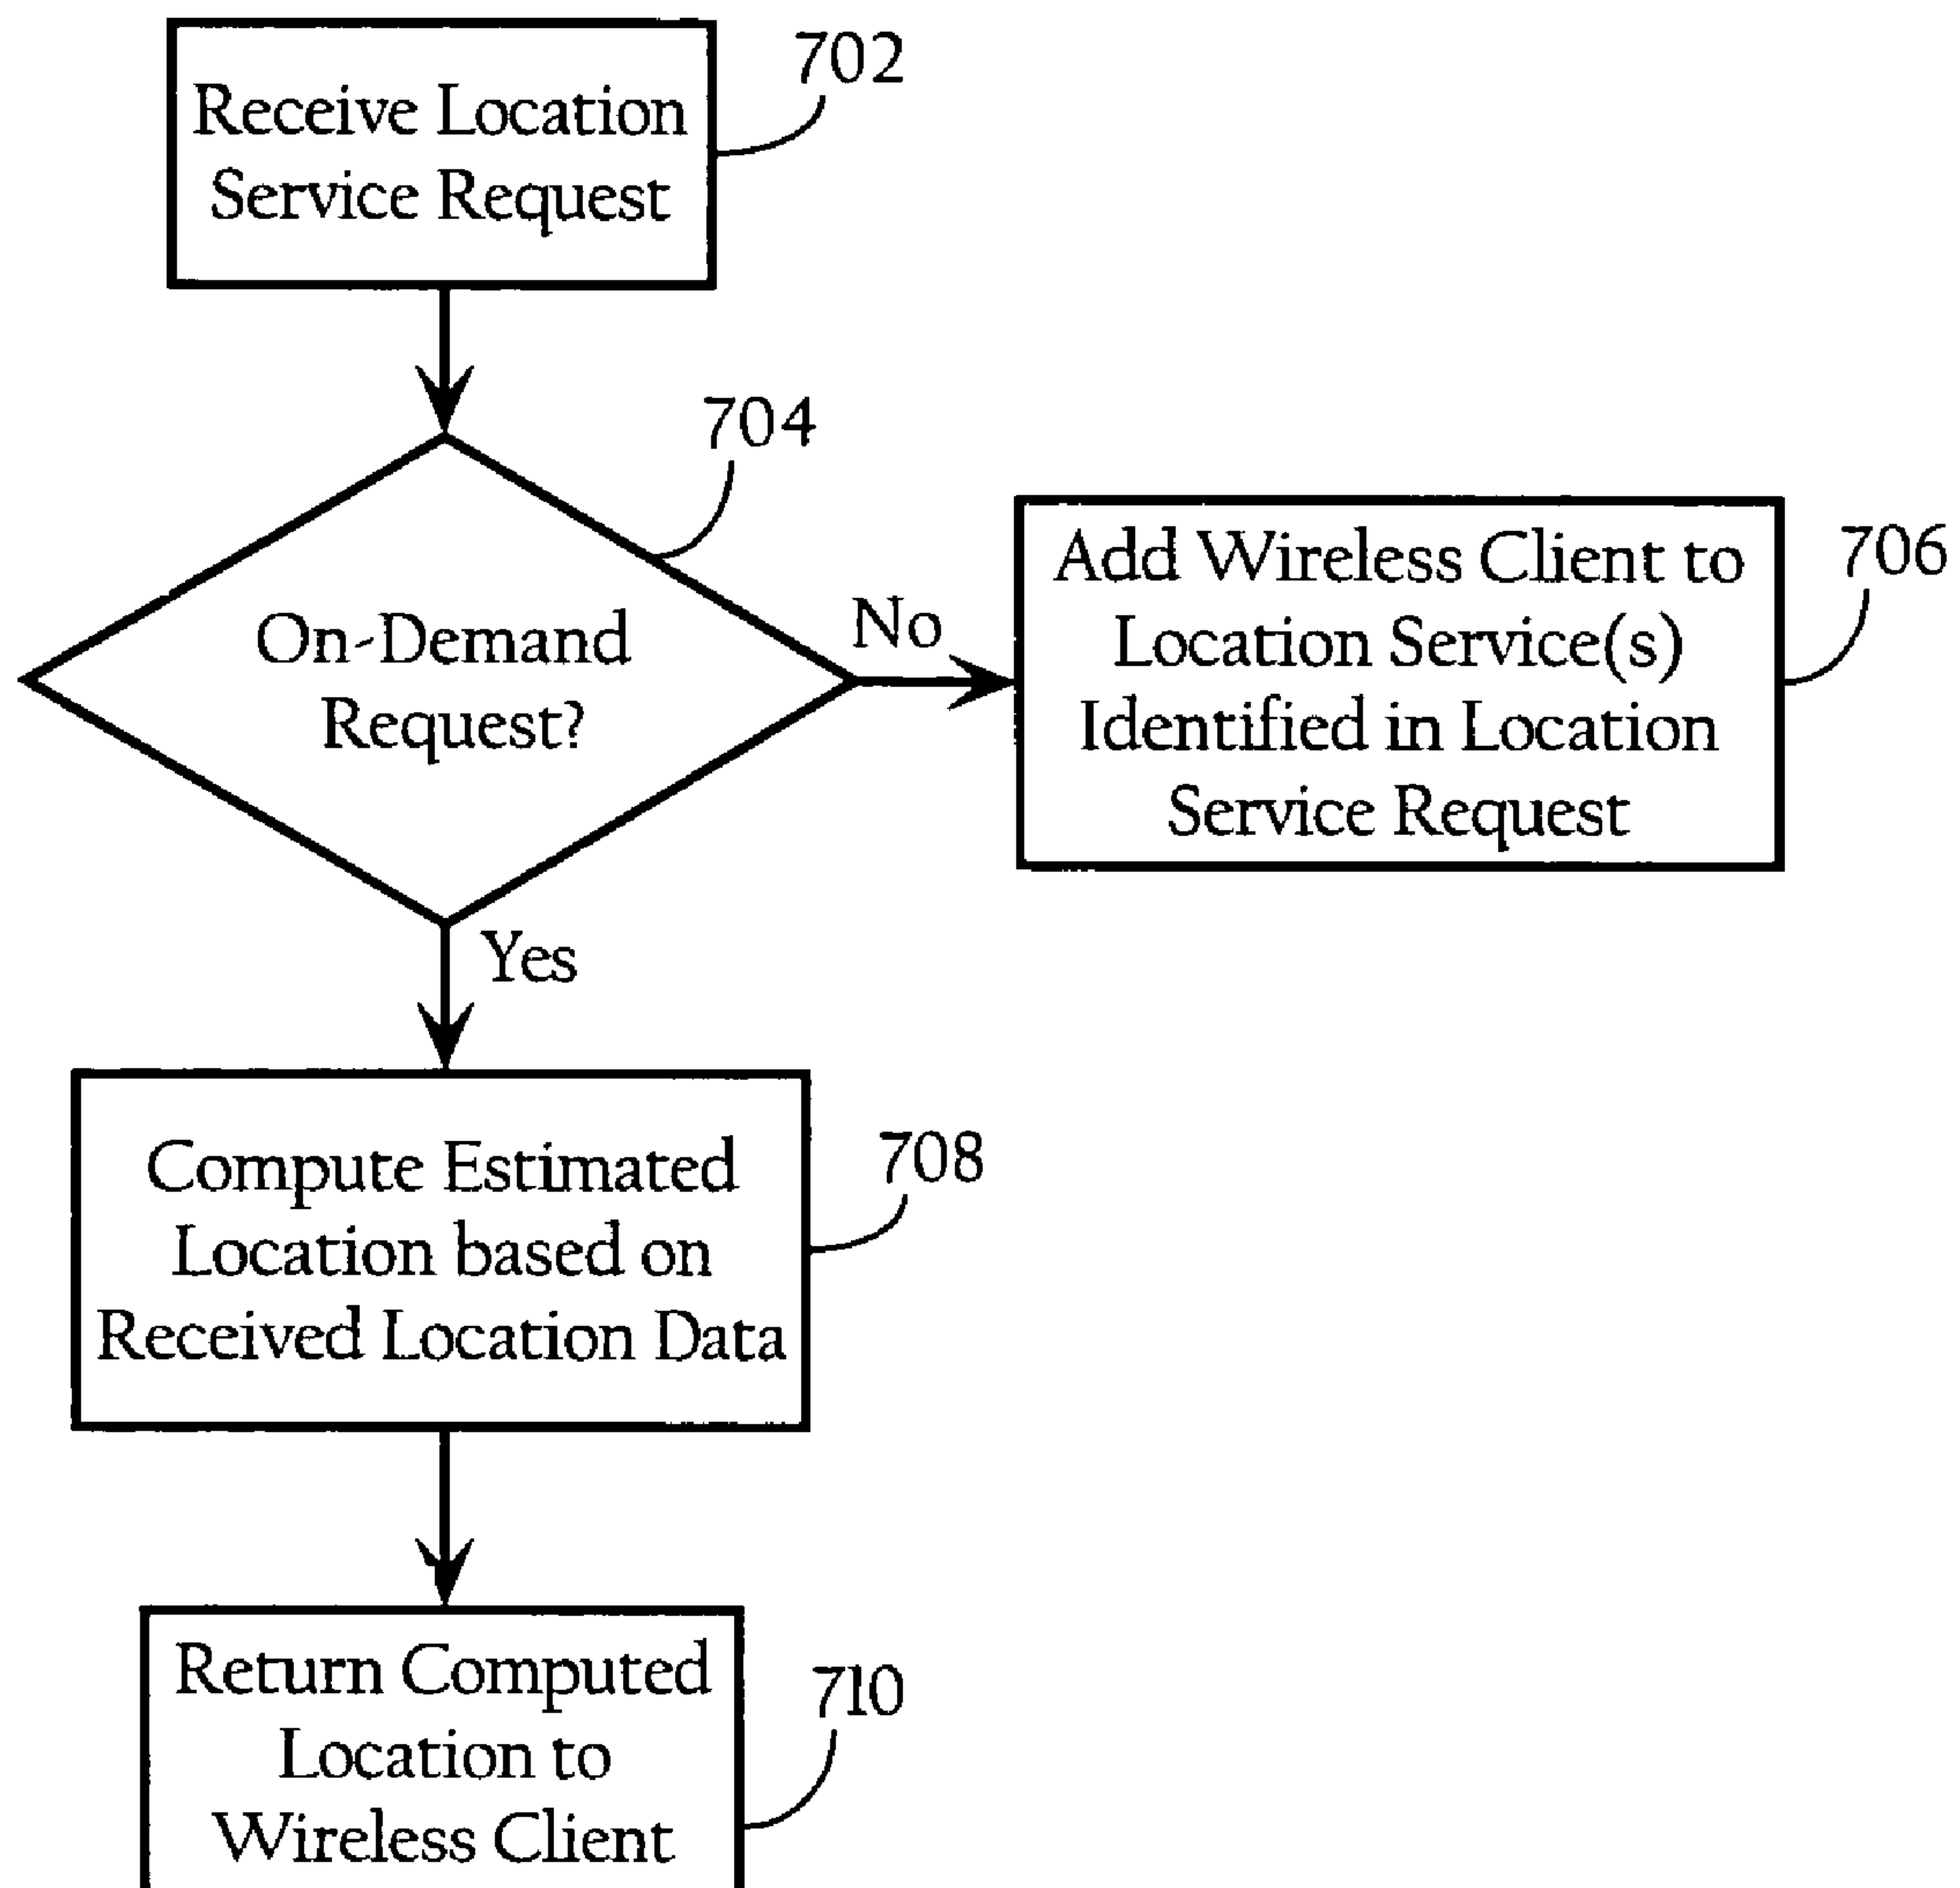 702
Receive Location
Service Request
704
On-Demand
Request?
No
706
Add Wireless Client to
Location Service(s)
Identified in Location
Service Request
Yes
708
Compute Estimated
Location based on
Received Location Data
710
Return Computed
Location to
Wireless Client